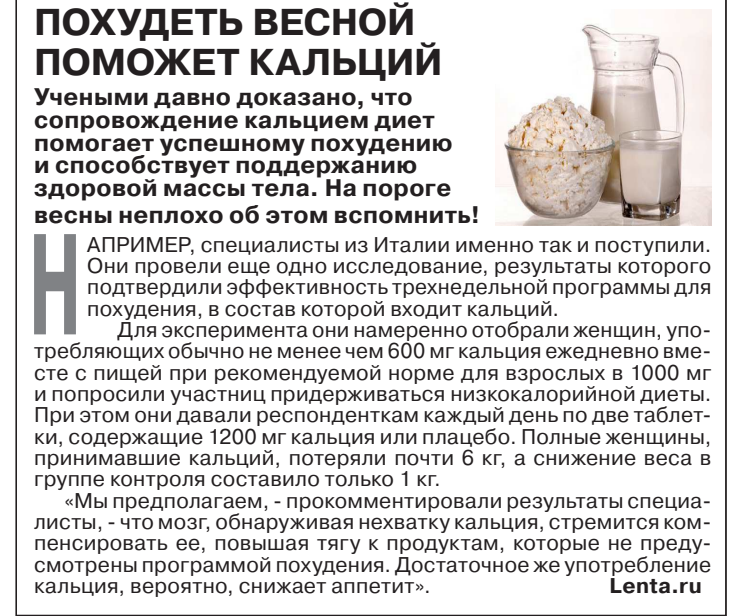 ПОХУДЕТЬ ВЕСНОЙ
ПОМОЖЕТ КАЛЬЦИЙ
Учеными давно доказано, что
сопровождение кальцием диет
помогает успешному похудению
и способствует поддержанию
здоровой массы тела. На пороге
весны неплохо об этом вспомнить!
НАПРИМЕР, специалисты из Италии именно так и поступили.
Они провели еще одно исследование, результаты которого
подтвердили эффективность трехнедельной программы для
похудения, в состав которой входит кальций.
Для эксперимента они намеренно отобрали женщин, упо-
требляющих обычно не менее чем 600 мг кальция ежедневно вме-
сте с пищей при рекомендуемой норме для взрослых в 1000 мг
и попросили участниц придерживаться низкокалорийной диеты.
При этом они давали респонденткам каждый день по две таблет-
ки, содержащие 1200 мг кальция или плацебо. Полные женщины,
принимавшие кальций, потеряли почти 6 кг, а снижение веса в
группе контроля составило только 1 кг.
«Мы предполагаем, - прокомментировали результаты специа-
листы, - что мозг, обнаруживая нехватку кальция, стремится ком-
пенсировать ее, повышая тягу к продуктам, которые не преду-
смотрены программой похудения. Достаточное же употребление
кальция, вероятно, снижает аппетит». Lenta.ru